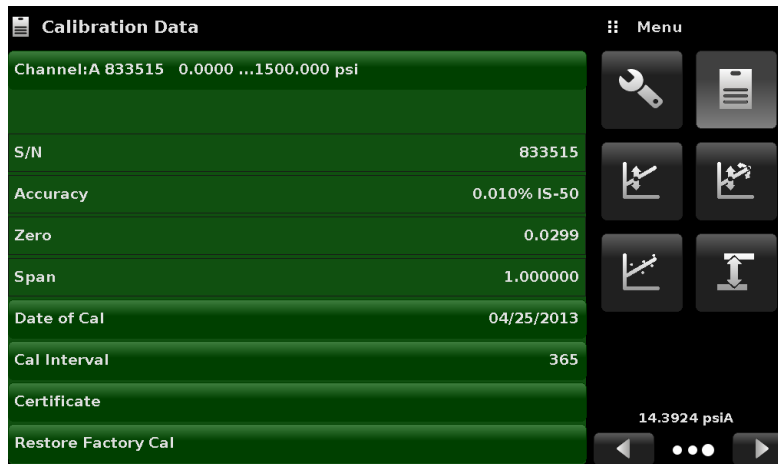 Calibration Data
Menu
Channel:A 833515 0.0000 ...1500.000 psi
S/N 833515
Accuracy 0.010% IS-50
Zero 0.0299
Span 1.000000
Date of Cal 04/25/2013
Cal Interval 365
Certificate
Restore Factory Cal
14.3924 psiA